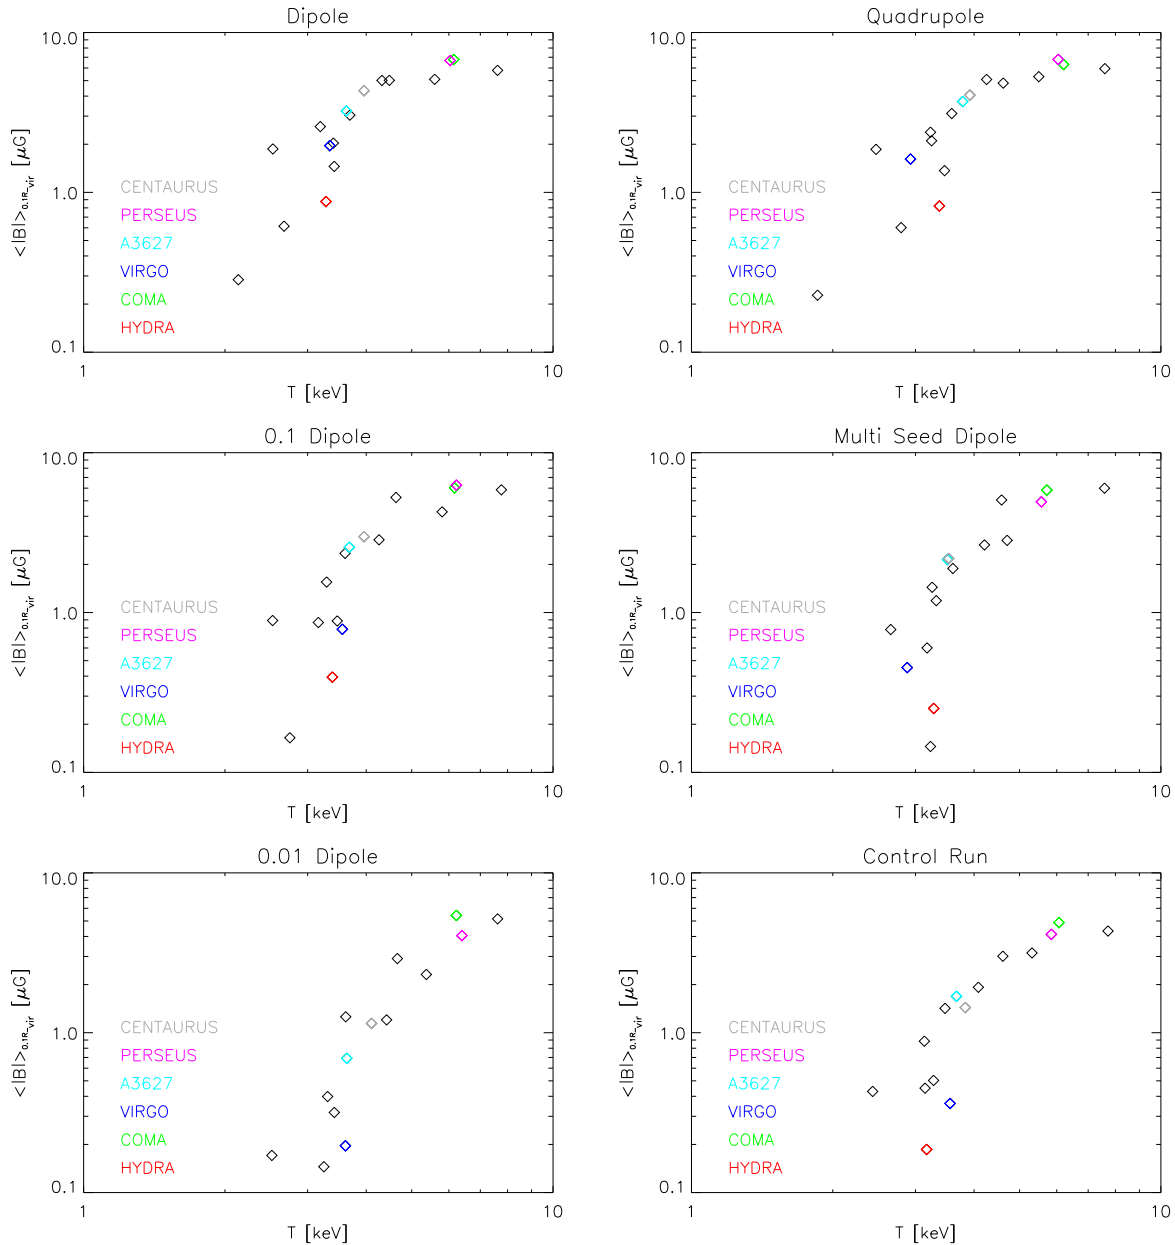 Dipole
10.0
1.0
0.1
<|B|>0.1R_vir [μG]
CENTAURUS
PERSEUS
A3627
VIRGO
COMA
HYDRA
1
10
T [keV]
Quadrupole
10.0
1.0
0.1
<|B|>0.1R_vir [μG]
CENTAURUS
PERSEUS
A3627
VIRGO
COMA
HYDRA
1
10
T [keV]
0.1 Dipole
10.0
1.0
0.1
<|B|>0.1R_vir [μG]
CENTAURUS
PERSEUS
A3627
VIRGO
COMA
HYDRA
1
10
T [keV]
Multi Seed Dipole
10.0
1.0
0.1
<|B|>0.1R_vir [μG]
CENTAURUS
PERSEUS
A3627
VIRGO
COMA
HYDRA
1
10
T [keV]
0.01 Dipole
10.0
1.0
0.1
<|B|>0.1R_vir [μG]
CENTAURUS
PERSEUS
A3627
VIRGO
COMA
HYDRA
1
10
T [keV]
Control Run
10.0
1.0
0.1
<|B|>0.1R_vir [μG]
CENTAURUS
PERSEUS
A3627
VIRGO
COMA
HYDRA
1
10
T [keV]